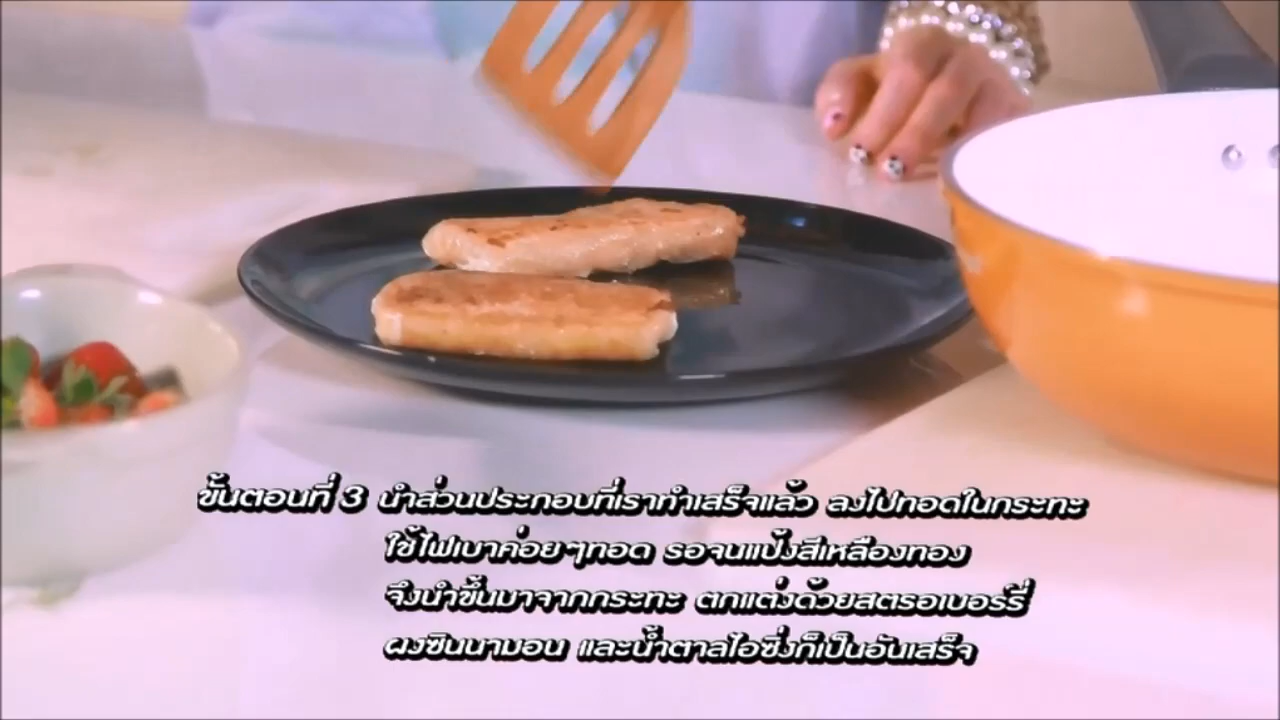 ขั้นตอนที่ 3 นำส่วนประกอบที่เราทำเสร็จแล้ว ลงไปทอดในกระทะ
ใช้ไฟเบาค่อยๆทอด รอจนแป้งสีเหลืองทอง
จึงนำขึ้นมาจากกระทะ ตกแต่งด้วยสตรอเบอร์รี่
ผงซินนามอน และน้ำตาลไอซิ่งก็เป็นอันเสร็จ